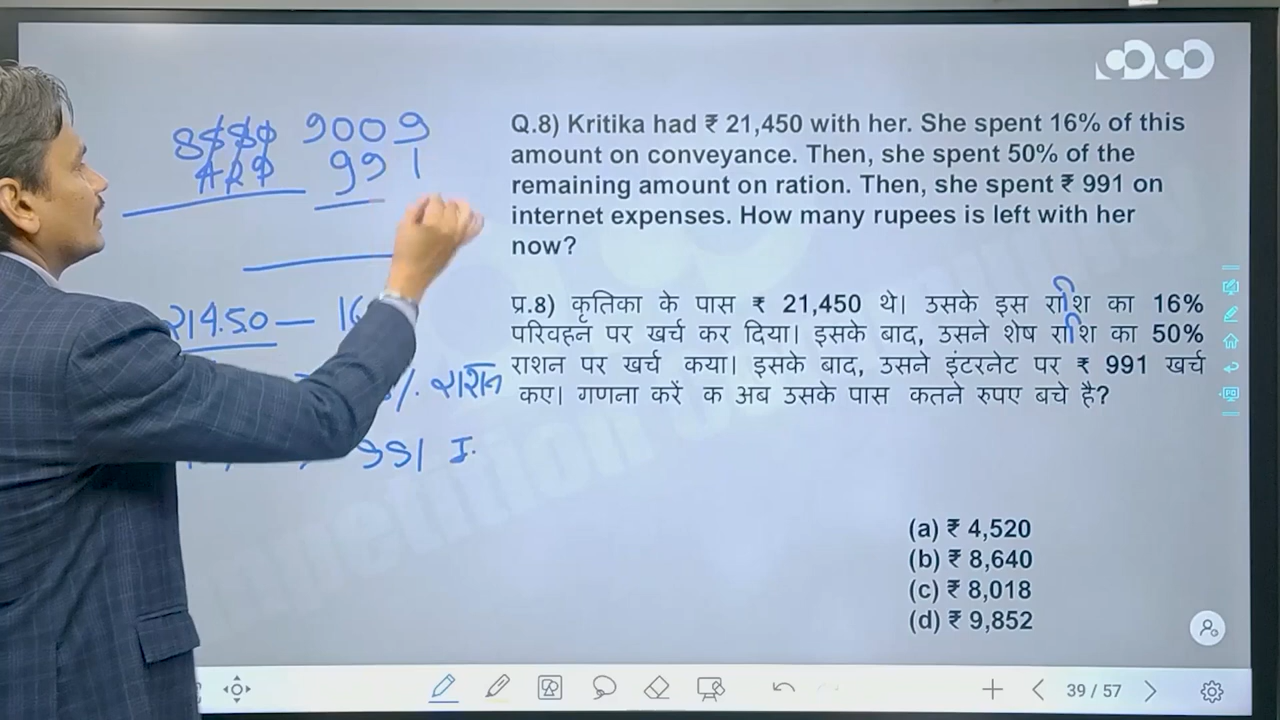 9009
991
21450 — 16
% राशन
991 I.
Q.8) Kritika had ₹ 21,450 with her. She spent 16% of this
amount on conveyance. Then, she spent 50% of the
remaining amount on ration. Then, she spent ₹ 991 on
internet expenses. How many rupees is left with her
now?
प्र.8) कृतिका के पास ₹ 21,450 थे। उसके इस राशि का 16%
परिवहन पर खर्च कर दिया। इसके बाद, उसने शेष राशि का 50%
राशन पर खर्च कया। इसके बाद, उसने इंटरनेट पर ₹ 991 खर्च
कए। गणना करें क अब उसके पास कतने रुपए बचे है?
(a) ₹ 4,520
(b) ₹ 8,640
(c) ₹ 8,018
(d) ₹ 9,852
39 / 57